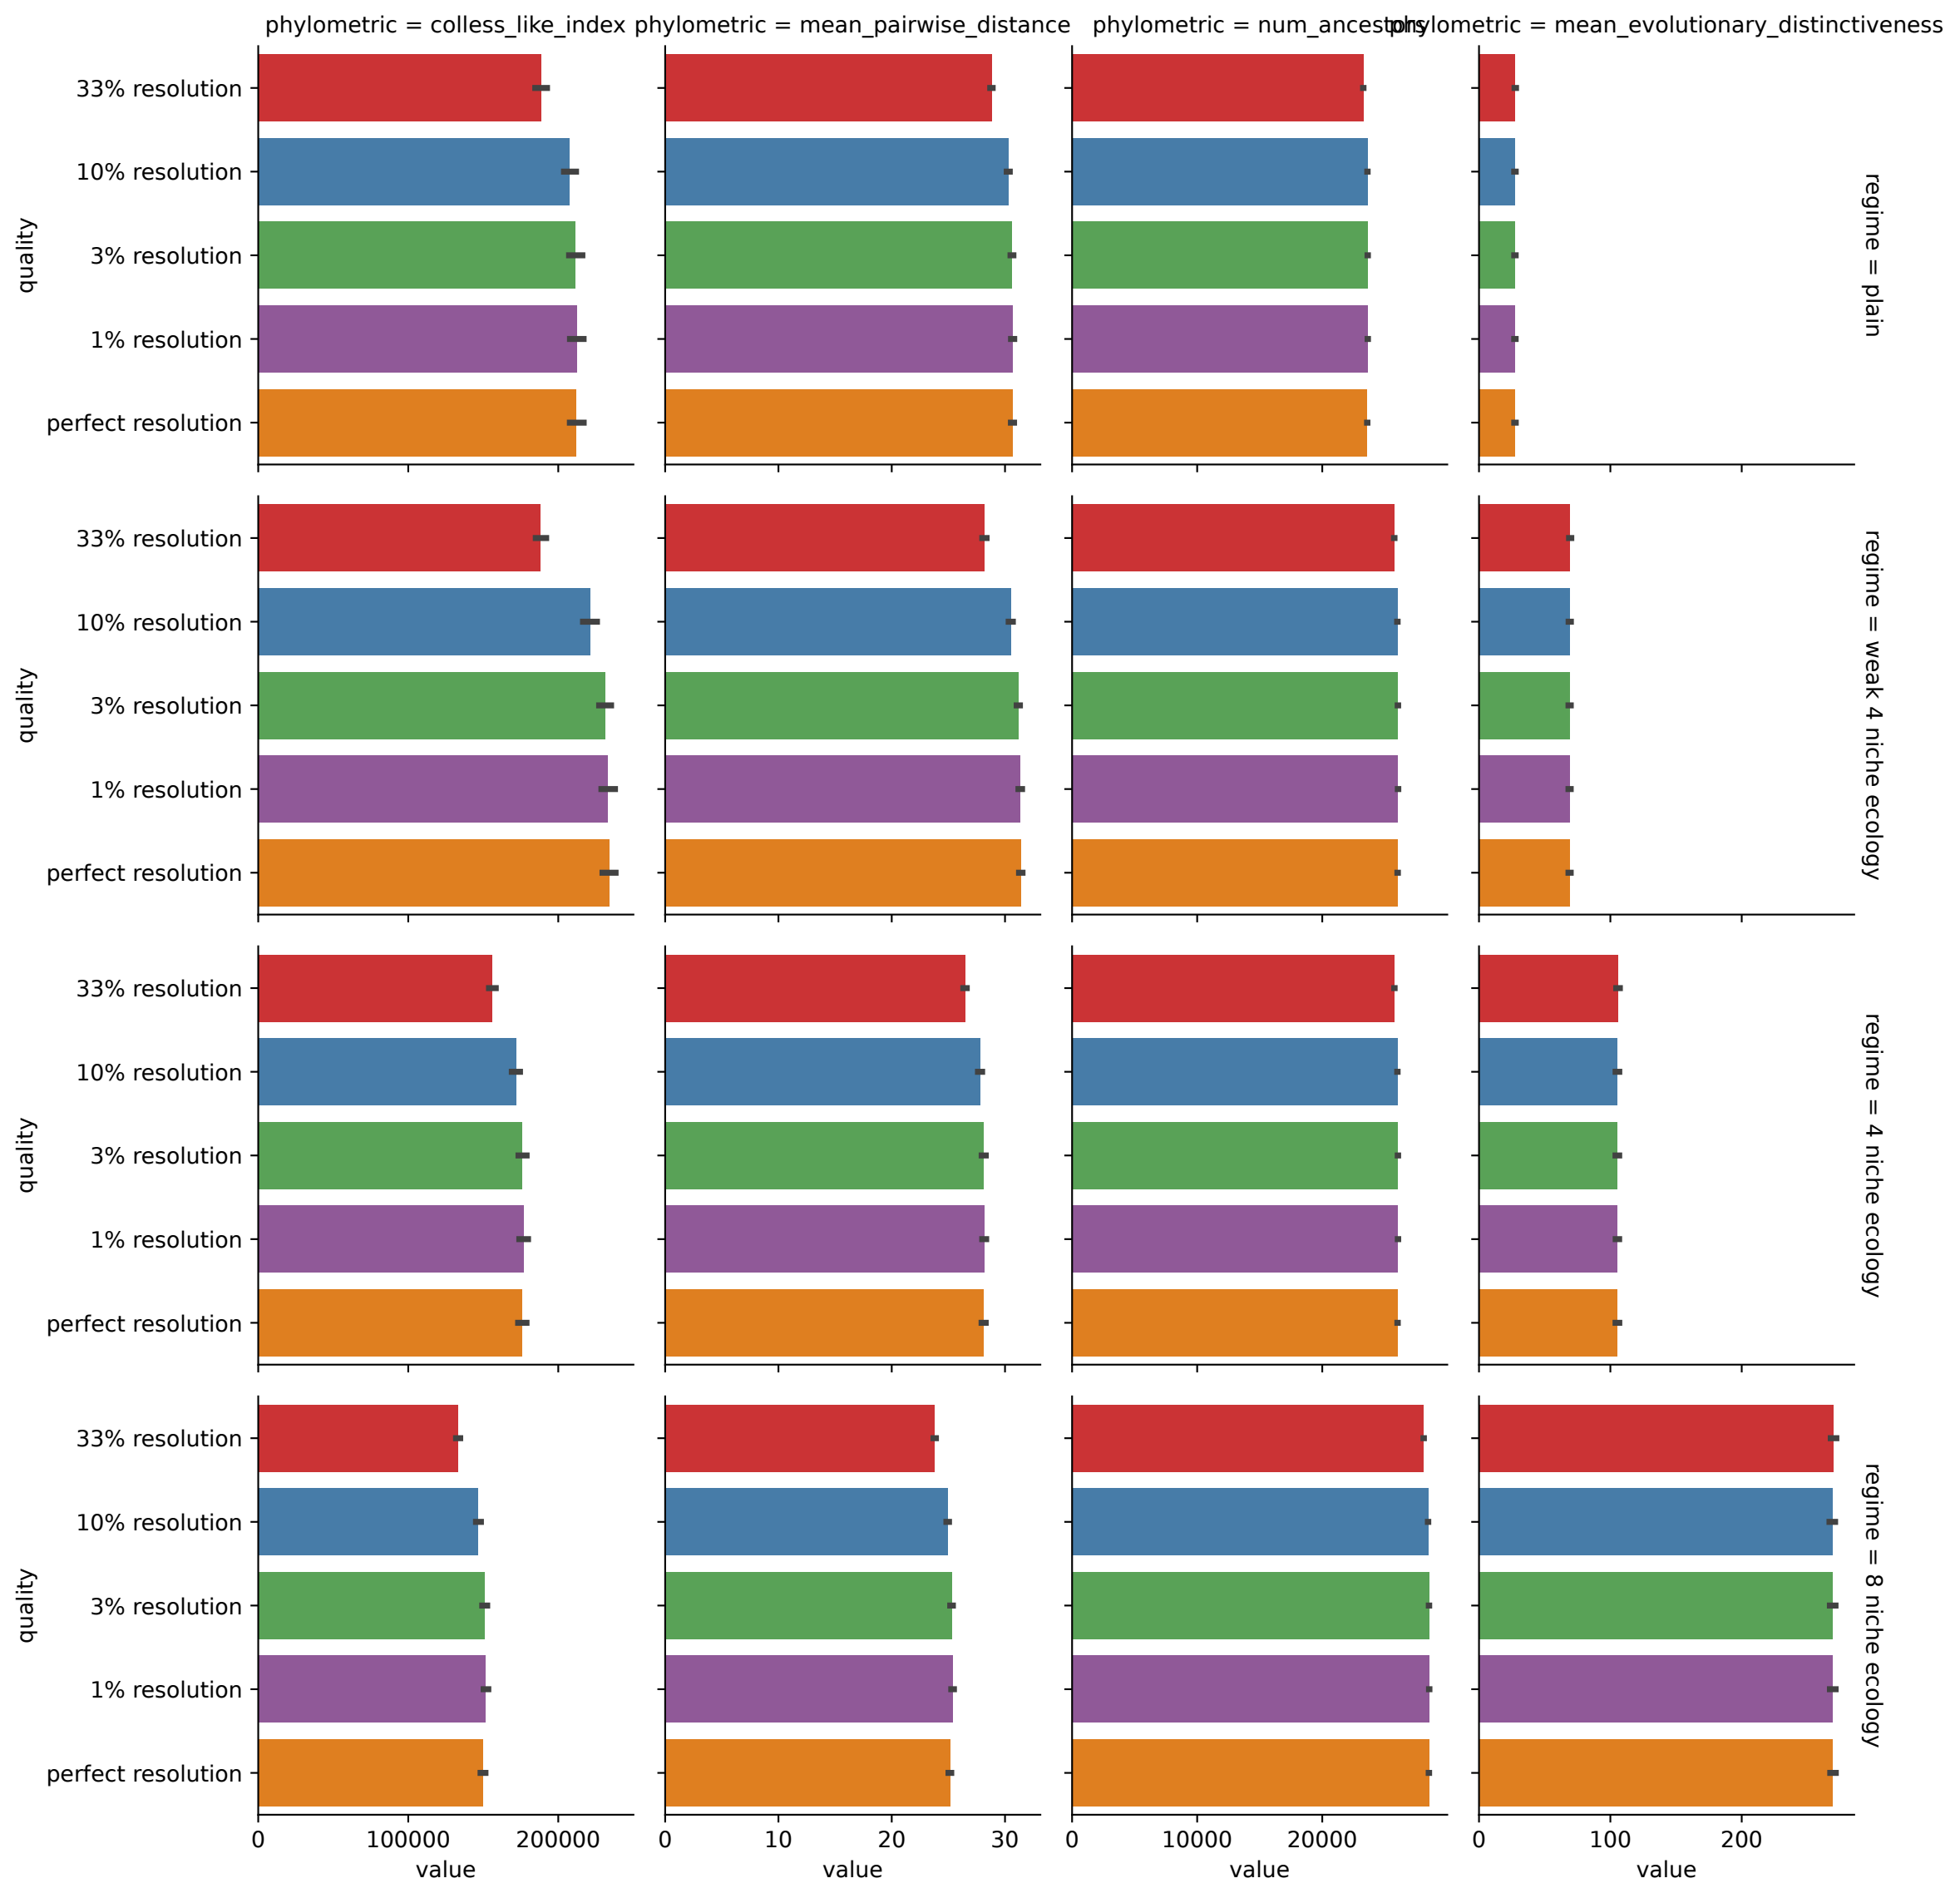 phylometric = colless_like_index
phylometric = mean_pairwise_distance
phylometric = num_ancestors
phylometric = mean_evolutionary_distinctiveness
quality
33% resolution
10% resolution
3% resolution
1% resolution
perfect resolution
regime = plain
quality
33% resolution
10% resolution
3% resolution
1% resolution
perfect resolution
regime = weak 4 niche ecology
quality
33% resolution
10% resolution
3% resolution
1% resolution
perfect resolution
regime = 4 niche ecology
quality
33% resolution
10% resolution
3% resolution
1% resolution
perfect resolution
regime = 8 niche ecology
0 100000 200000
0 10 20 30
0 10000 20000
0 100 200
value
value
value
value